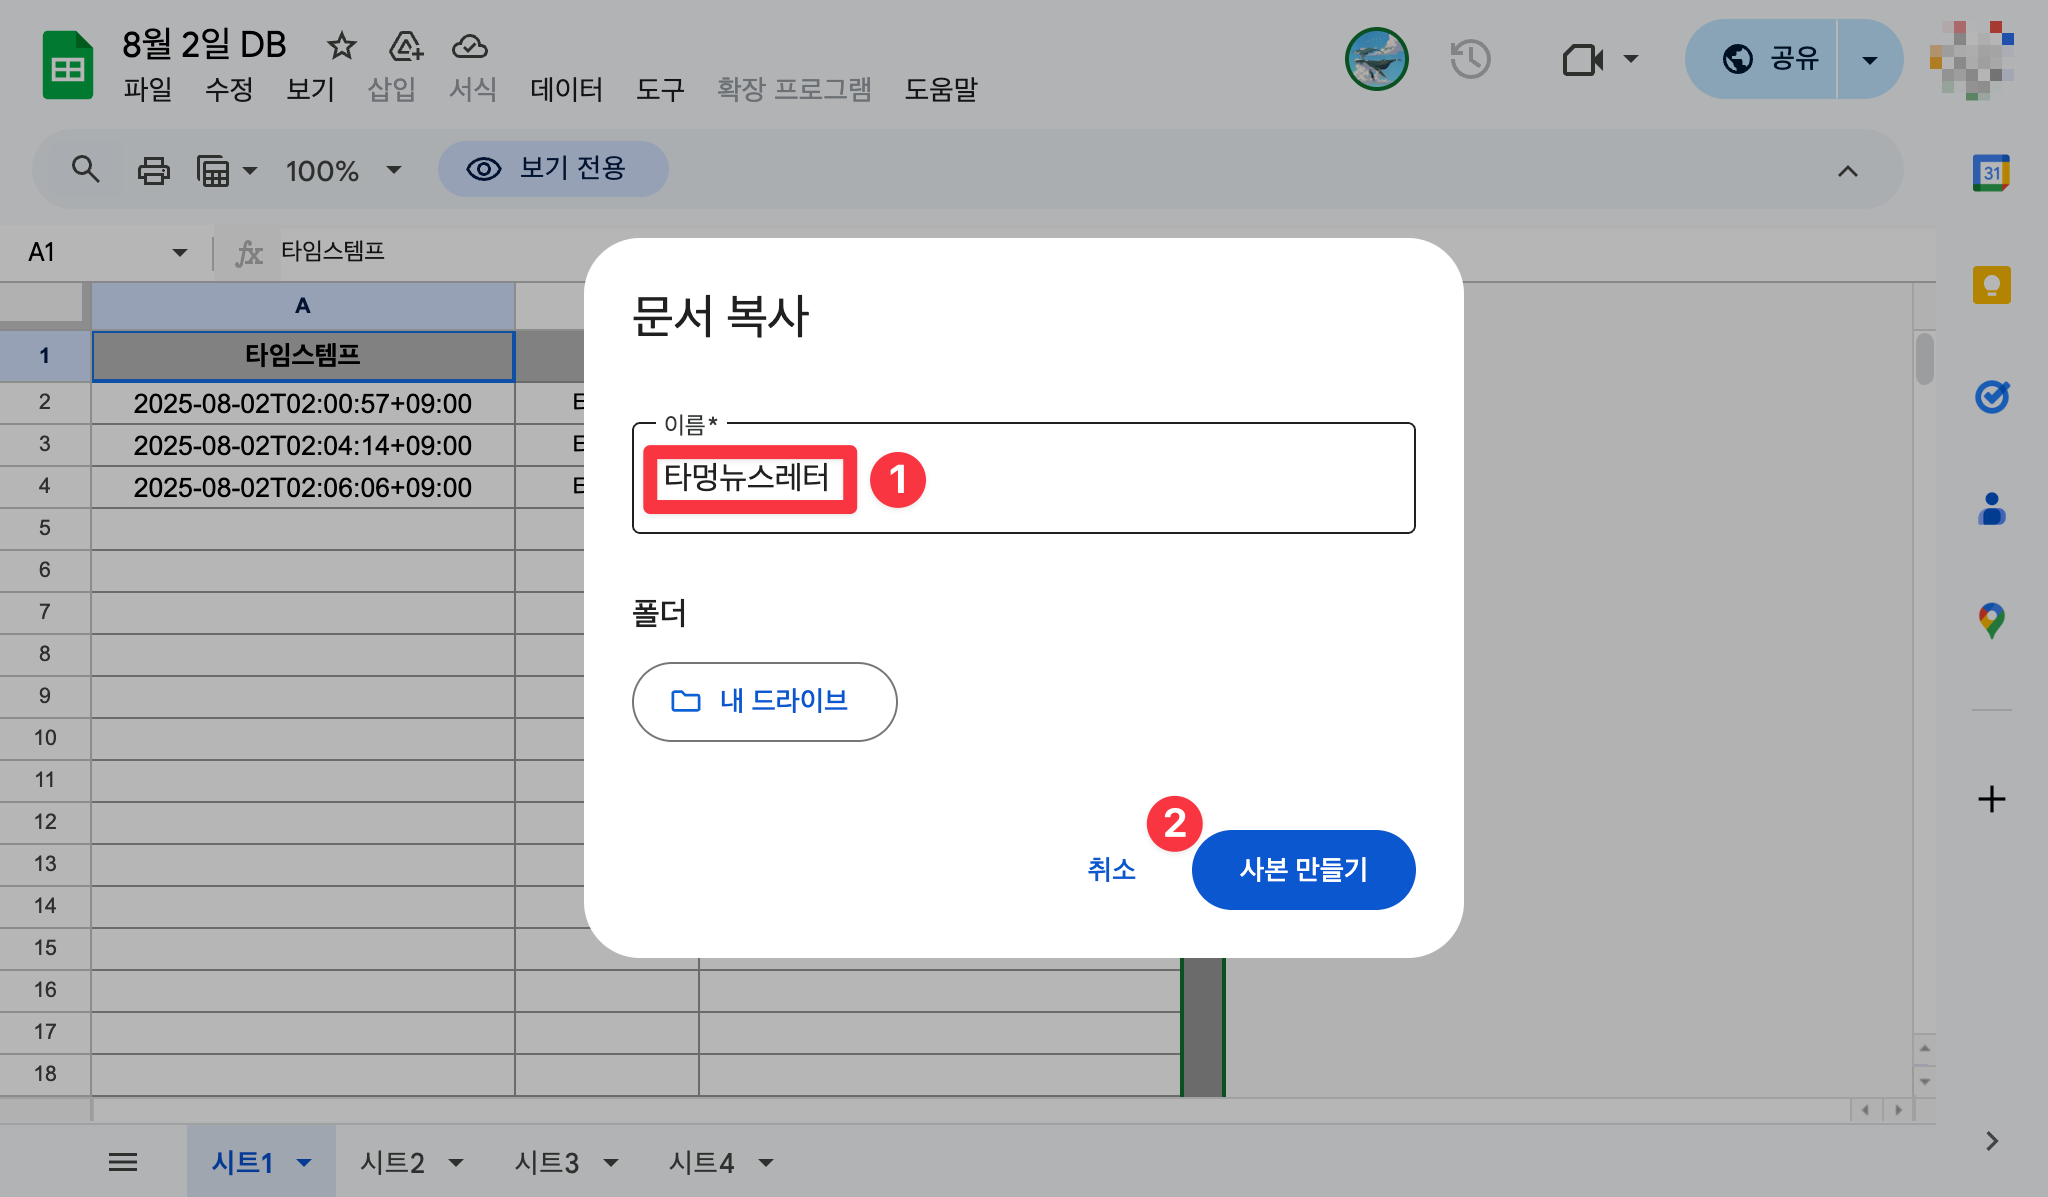 8월 2일 DB
파일 수정 보기 삽입 서식 데이터 도구 확장 프로그램 도움말
공유
100% 보기 전용
31
A1 fx 타임스템프
A
1 타임스템프
2 2025-08-02T02:00:57+09:00
3 2025-08-02T02:04:14+09:00
4 2025-08-02T02:06:06+09:00
5
6
7
8
9
10
11
12
13
14
15
16
17
18
문서 복사
이름*
타멍뉴스레터 1
폴더
내 드라이브
2
취소 사본 만들기
시트1 시트2 시트3 시트4